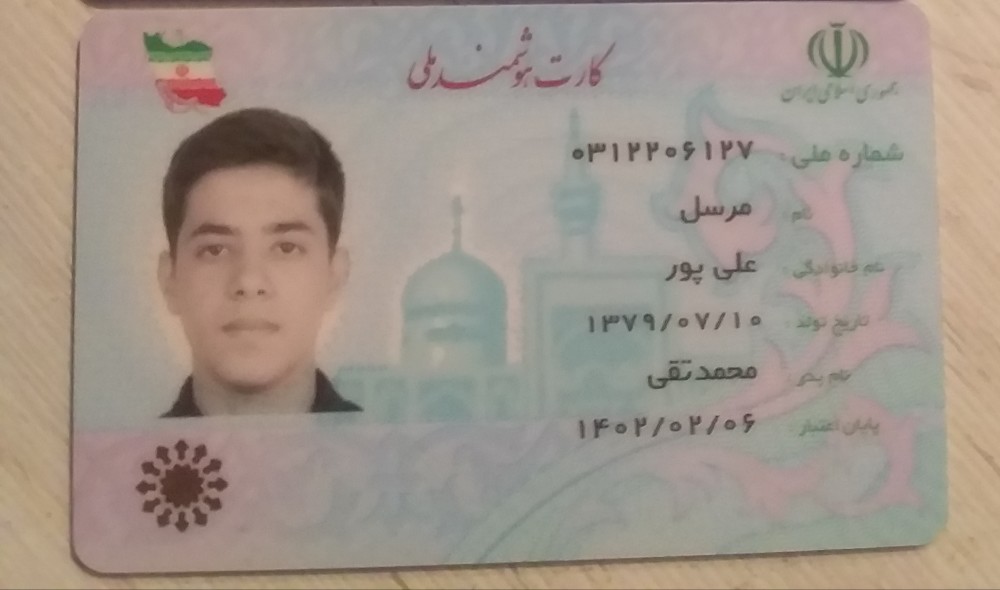 کارت هوشمند ملی
جمهوری اسلامی ایران
شماره ملی: ۰۳۱۲۲۰۶۱۲۷
نام: مرسل
نام خانوادگی: علی پور
تاریخ تولد: ۱۳۷۹/۰۷/۱۰
نام پدر: محمدتقی
پایان اعتبار: ۱۴۰۲/۰۲/۰۶